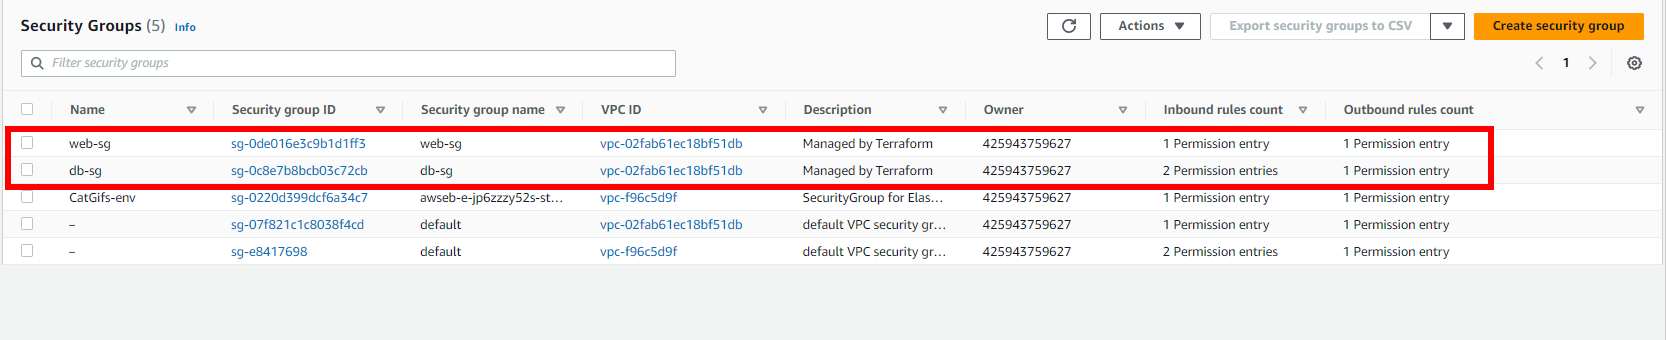 Security Groups (5) Info Actions Export security groups to CSV Create security group
Filter security groups 1
Name Security group ID Security group name VPC ID Description Owner Inbound rules count Outbound rules count
web-sg sg-0de016e3c9b1d1ff3 web-sg vpc-02fab61ec18bf51db Managed by Terraform 425943759627 1 Permission entry 1 Permission entry
db-sg sg-0c8e7b8bcb03c72cb db-sg vpc-02fab61ec18bf51db Managed by Terraform 425943759627 2 Permission entries 1 Permission entry
CatGifs-env sg-0220d399dcf6a34c7 awseb-e-jp6zzzy52s-st... vpc-f96c5d9f SecurityGroup for Elas... 425943759627 1 Permission entry 1 Permission entry
– sg-07f821c1c8038f4cd default vpc-02fab61ec18bf51db default VPC security gr... 425943759627 1 Permission entry 1 Permission entry
– sg-e8417698 default vpc-f96c5d9f default VPC security gr... 425943759627 2 Permission entries 1 Permission entry